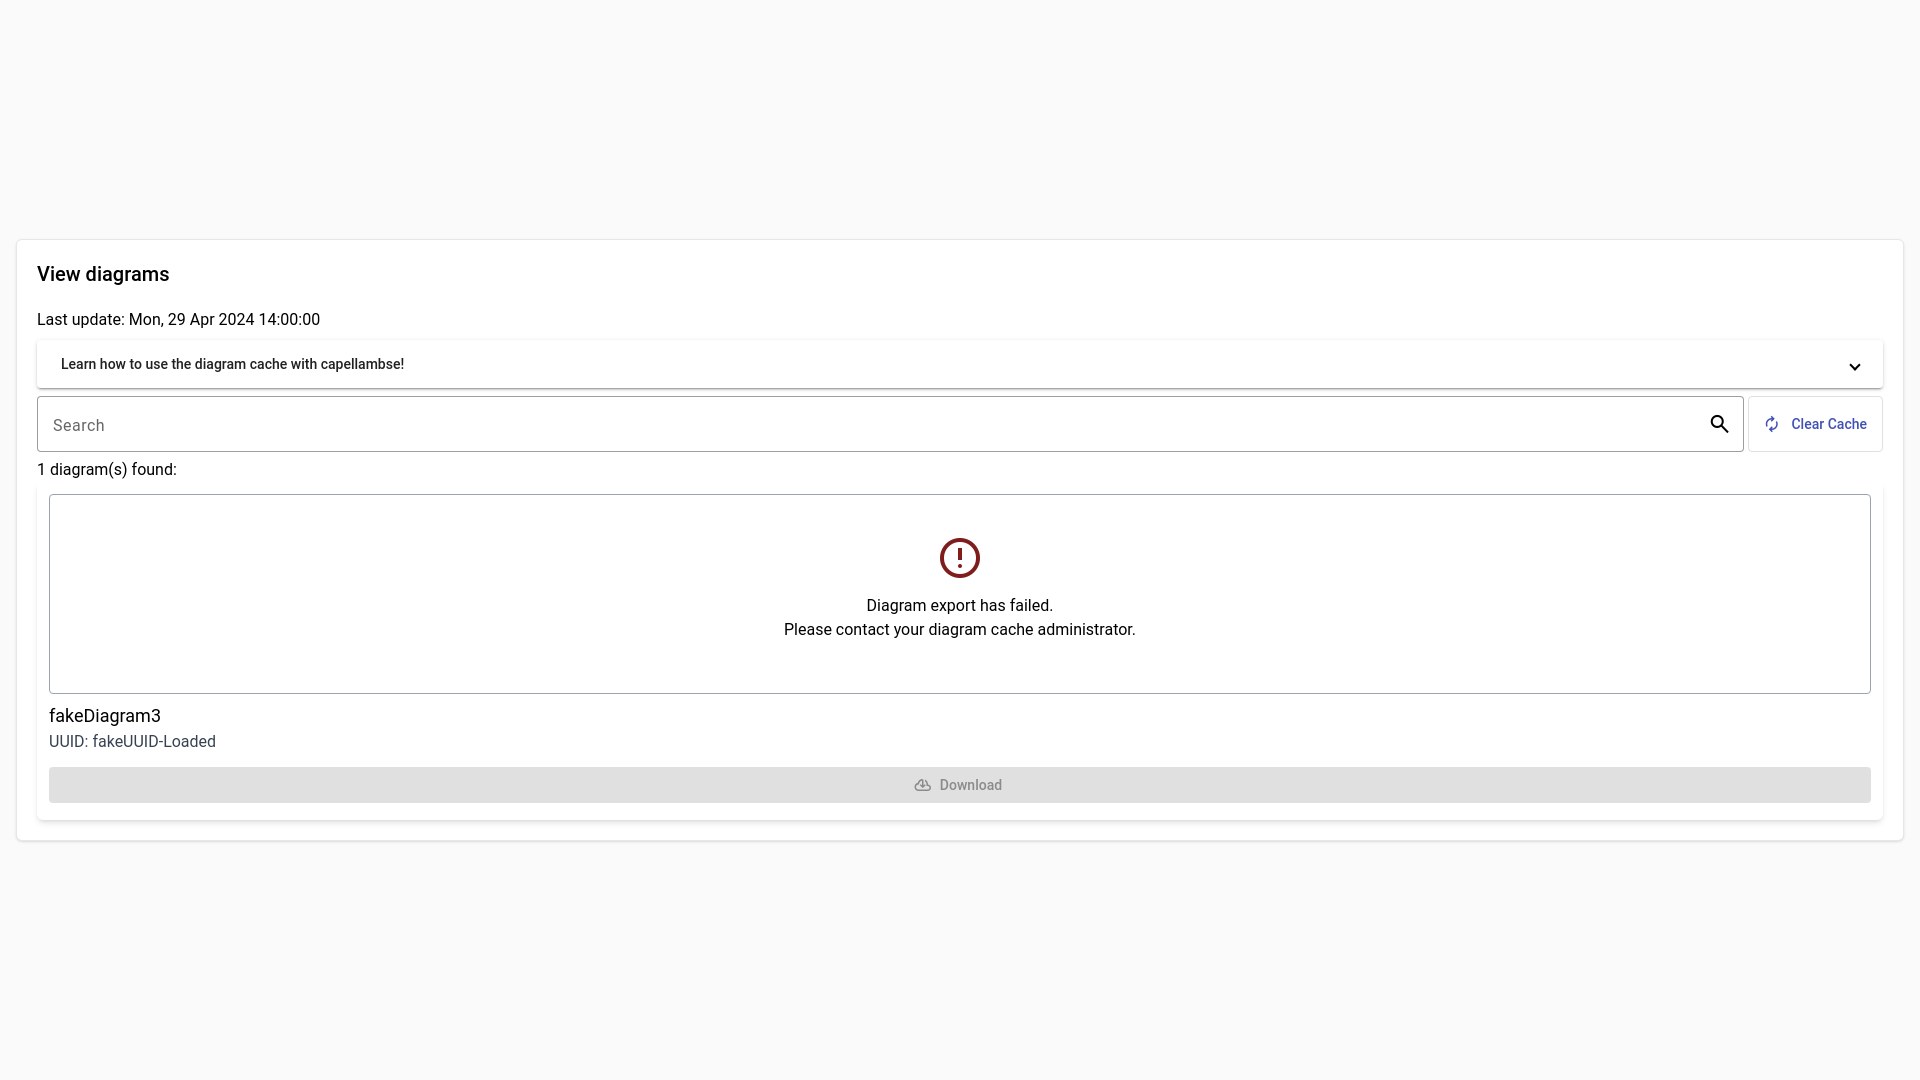 View diagrams
Last update: Mon, 29 Apr 2024 14:00:00
Learn how to use the diagram cache with capellambse!
Search
Clear Cache
1 diagram(s) found:
Diagram export has failed.
Please contact your diagram cache administrator.
fakeDiagram3
UUID: fakeUUID-Loaded
Download